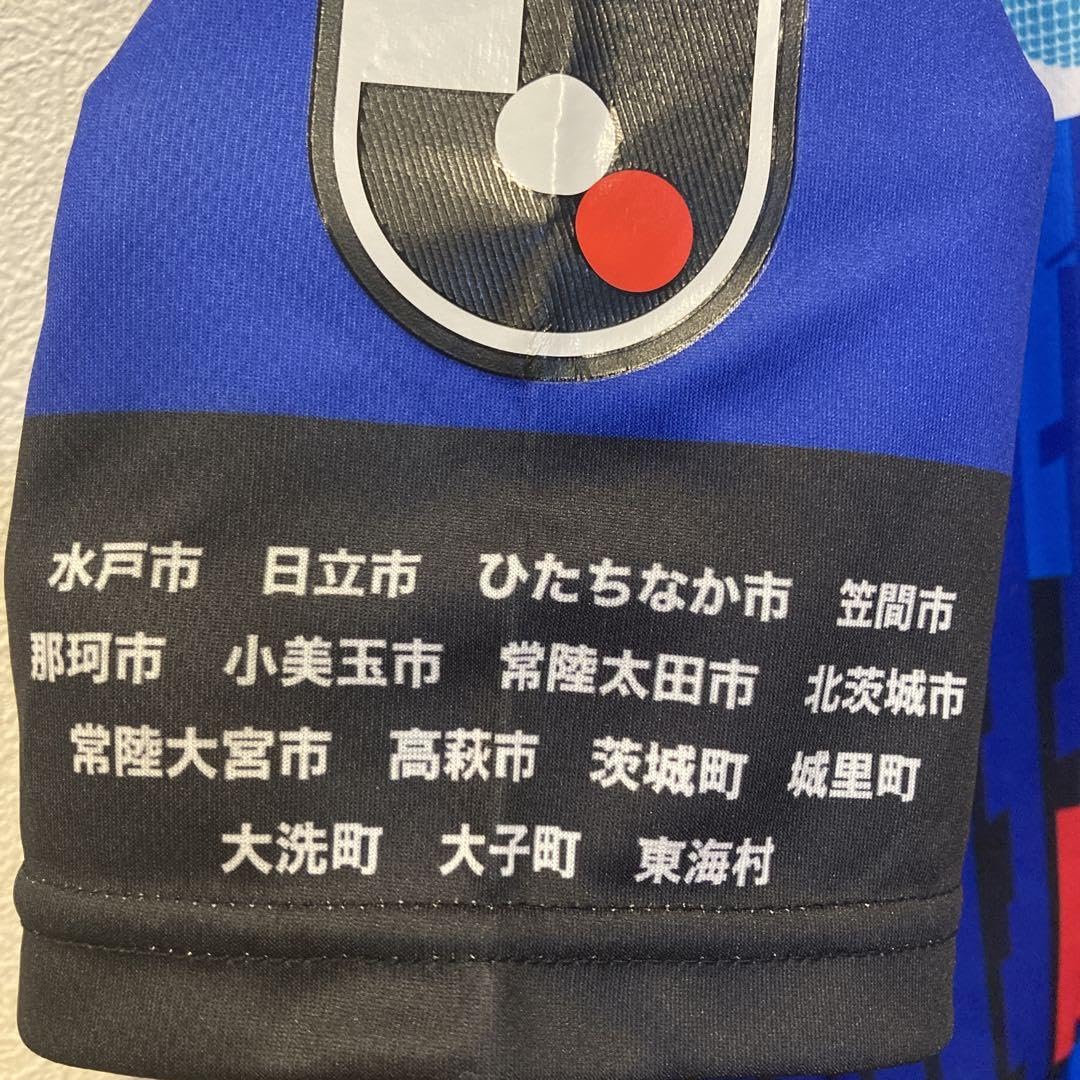 水戸市 日立市 ひたちなか市 笠間市
那珂市 小美玉市 常陸太田市 北茨城市
常陸大宮市 高萩市 茨城町 城里町
大洗町 大子町 東海村